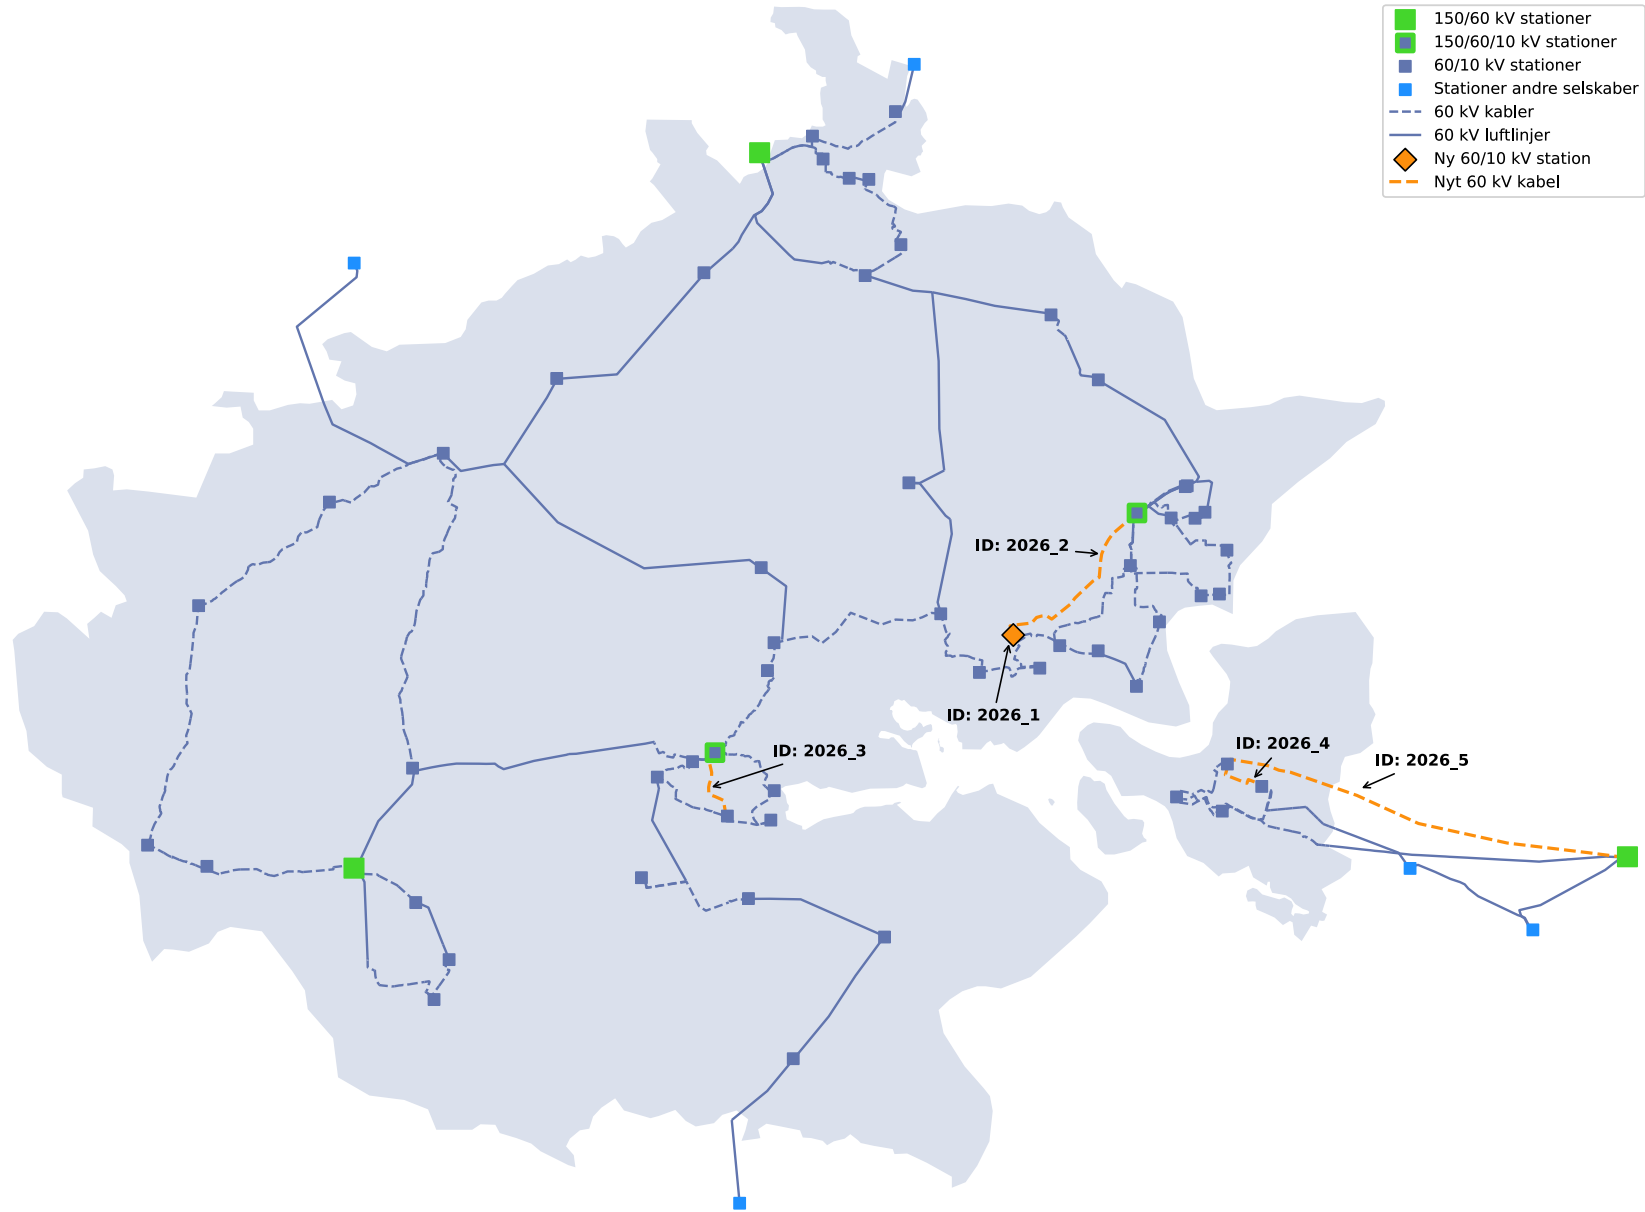 150/60 kV stationer
150/60/10 kV stationer
60/10 kV stationer
Stationer andre selskaber
60 kV kabler
60 kV luftlinjer
Ny 60/10 kV station
Nyt 60 kV kabel
ID: 2026_2
ID: 2026_1
ID: 2026_3
ID: 2026_4
ID: 2026_5